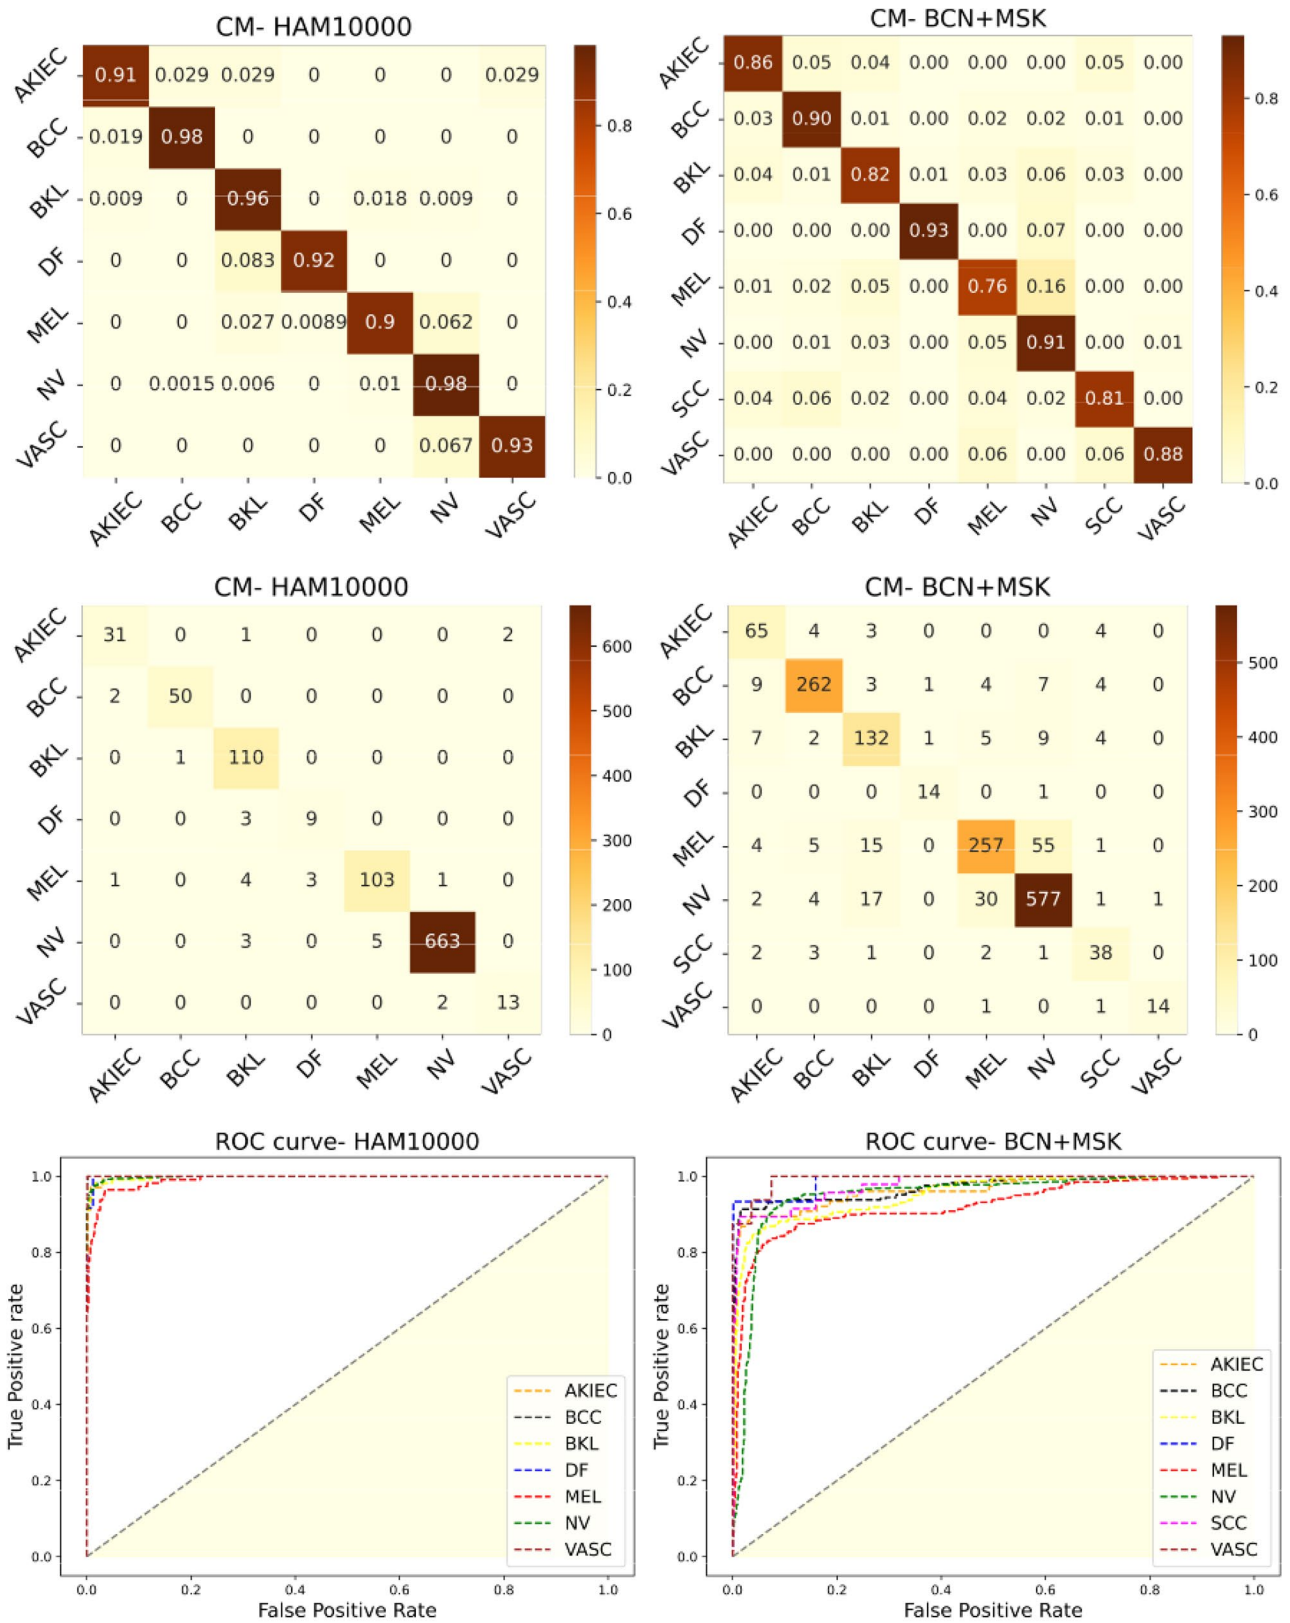 CM- HAM10000
AKIEC 0.91 0.029 0.029 0 0 0 0.029
BCC 0.019 0.98 0 0 0 0 0
BKL 0.009 0 0.96 0 0.018 0.009 0
DF 0 0 0.083 0.92 0 0 0
MEL 0 0 0.027 0.0089 0.9 0.062 0
NV 0 0.0015 0.006 0 0.01 0.98 0
VASC 0 0 0 0 0 0.067 0.93
AKIEC BCC BKL DF MEL NV VASC
0.8
0.6
0.4
0.2
0.0
CM- BCN+MSK
AKIEC 0.86 0.05 0.04 0.00 0.00 0.00 0.05 0.00
BCC 0.03 0.90 0.01 0.00 0.02 0.02 0.01 0.00
BKL 0.04 0.01 0.82 0.01 0.03 0.06 0.03 0.00
DF 0.00 0.00 0.00 0.93 0.00 0.07 0.00 0.00
MEL 0.01 0.02 0.05 0.00 0.76 0.16 0.00 0.00
NV 0.00 0.01 0.03 0.00 0.05 0.91 0.00 0.01
SCC 0.04 0.06 0.02 0.00 0.04 0.02 0.81 0.00
VASC 0.00 0.00 0.00 0.00 0.06 0.00 0.06 0.88
AKIEC BCC BKL DF MEL NV SCC VASC
0.8
0.6
0.4
0.2
0.0
CM- HAM10000
AKIEC 31 0 1 0 0 0 2
BCC 2 50 0 0 0 0 0
BKL 0 1 110 0 0 0 0
DF 0 0 3 9 0 0 0
MEL 1 0 4 3 103 1 0
NV 0 0 3 0 5 663 0
VASC 0 0 0 0 0 2 13
AKIEC BCC BKL DF MEL NV VASC
600
500
400
300
200
100
0
CM- BCN+MSK
AKIEC 65 4 3 0 0 0 4 0
BCC 9 262 3 1 4 7 4 0
BKL 7 2 132 1 5 9 4 0
DF 0 0 0 14 0 1 0 0
MEL 4 5 15 0 257 55 1 0
NV 2 4 17 0 30 577 1 1
SCC 2 3 1 0 2 1 38 0
VASC 0 0 0 0 1 0 1 14
AKIEC BCC BKL DF MEL NV SCC VASC
500
400
300
200
100
0
ROC curve- HAM10000
True Positive rate
1.0
0.8
0.6
0.4
0.2
0.0
AKIEC
BCC
BKL
DF
MEL
NV
VASC
0.0 0.2 0.4 0.6 0.8 1.0
False Positive Rate
ROC curve- BCN+MSK
True Positive rate
1.0
0.8
0.6
0.4
0.2
0.0
AKIEC
BCC
BKL
DF
MEL
NV
SCC
VASC
0.0 0.2 0.4 0.6 0.8 1.0
False Positive Rate